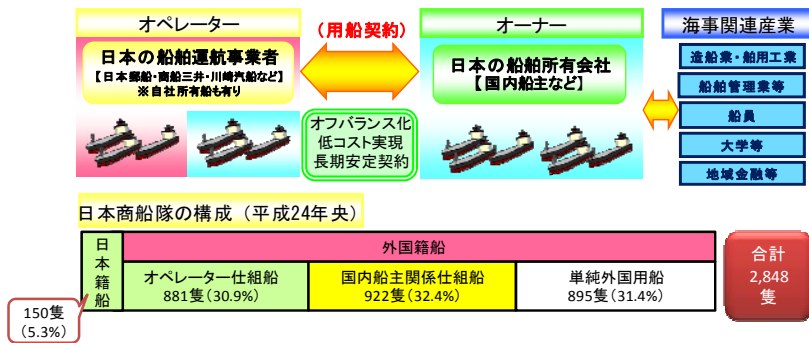 オペレーター
日本の船舶運航事業者
【日本郵船・商船三井・川崎汽船など】
※自社所有船も有り
(用船契約)
オフバランス化
低コスト実現
長期安定契約
オーナー
日本の船舶所有会社
【国内船主など】
海事関連産業
造船業・舶用工業
船舶管理業等
船員
大学等
地域金融等
日本商船隊の構成（平成24年央）
日本籍船
外国籍船
オペレーター仕組船
881隻(30.9%)
国内船主関係仕組船
922隻(32.4%)
単純外国用船
895隻(31.4%)
150隻
(5.3%)
合計
2,848
隻